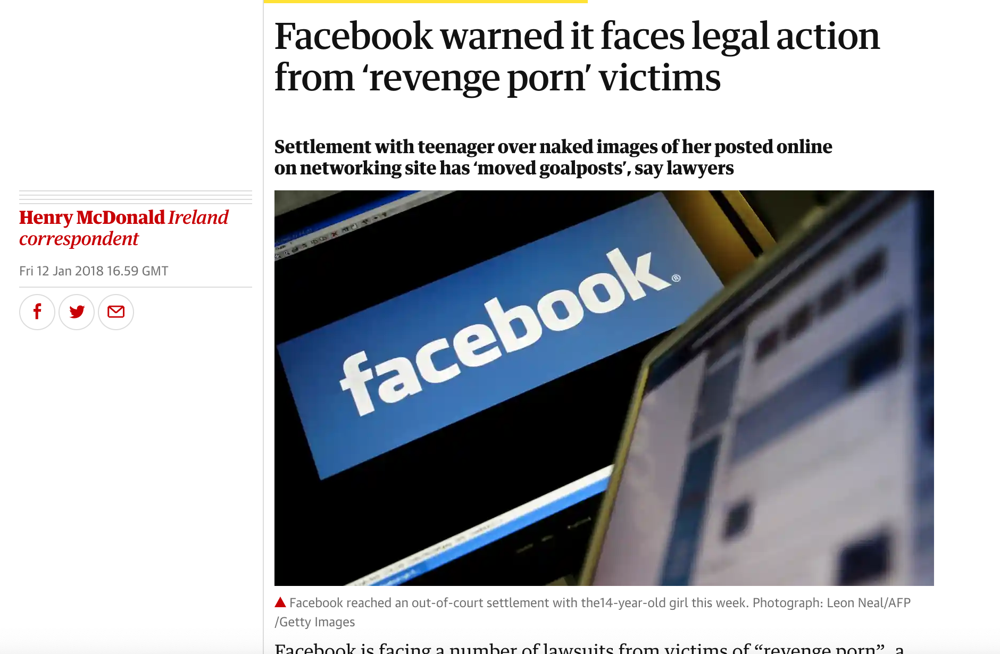 Facebook warned it faces legal action
from ‘revenge porn’ victims
Settlement with teenager over naked images of her posted online
on networking site has ‘moved goalposts’, say lawyers
Henry McDonald Ireland
correspondent
Fri 12 Jan 2018 16.59 GMT
facebook®
Facebook reached an out-of-court settlement with the14-year-old girl this week. Photograph: Leon Neal/AFP
/Getty Images
Facebook is facing a number of lawsuits from victims of “revenge porn”, a